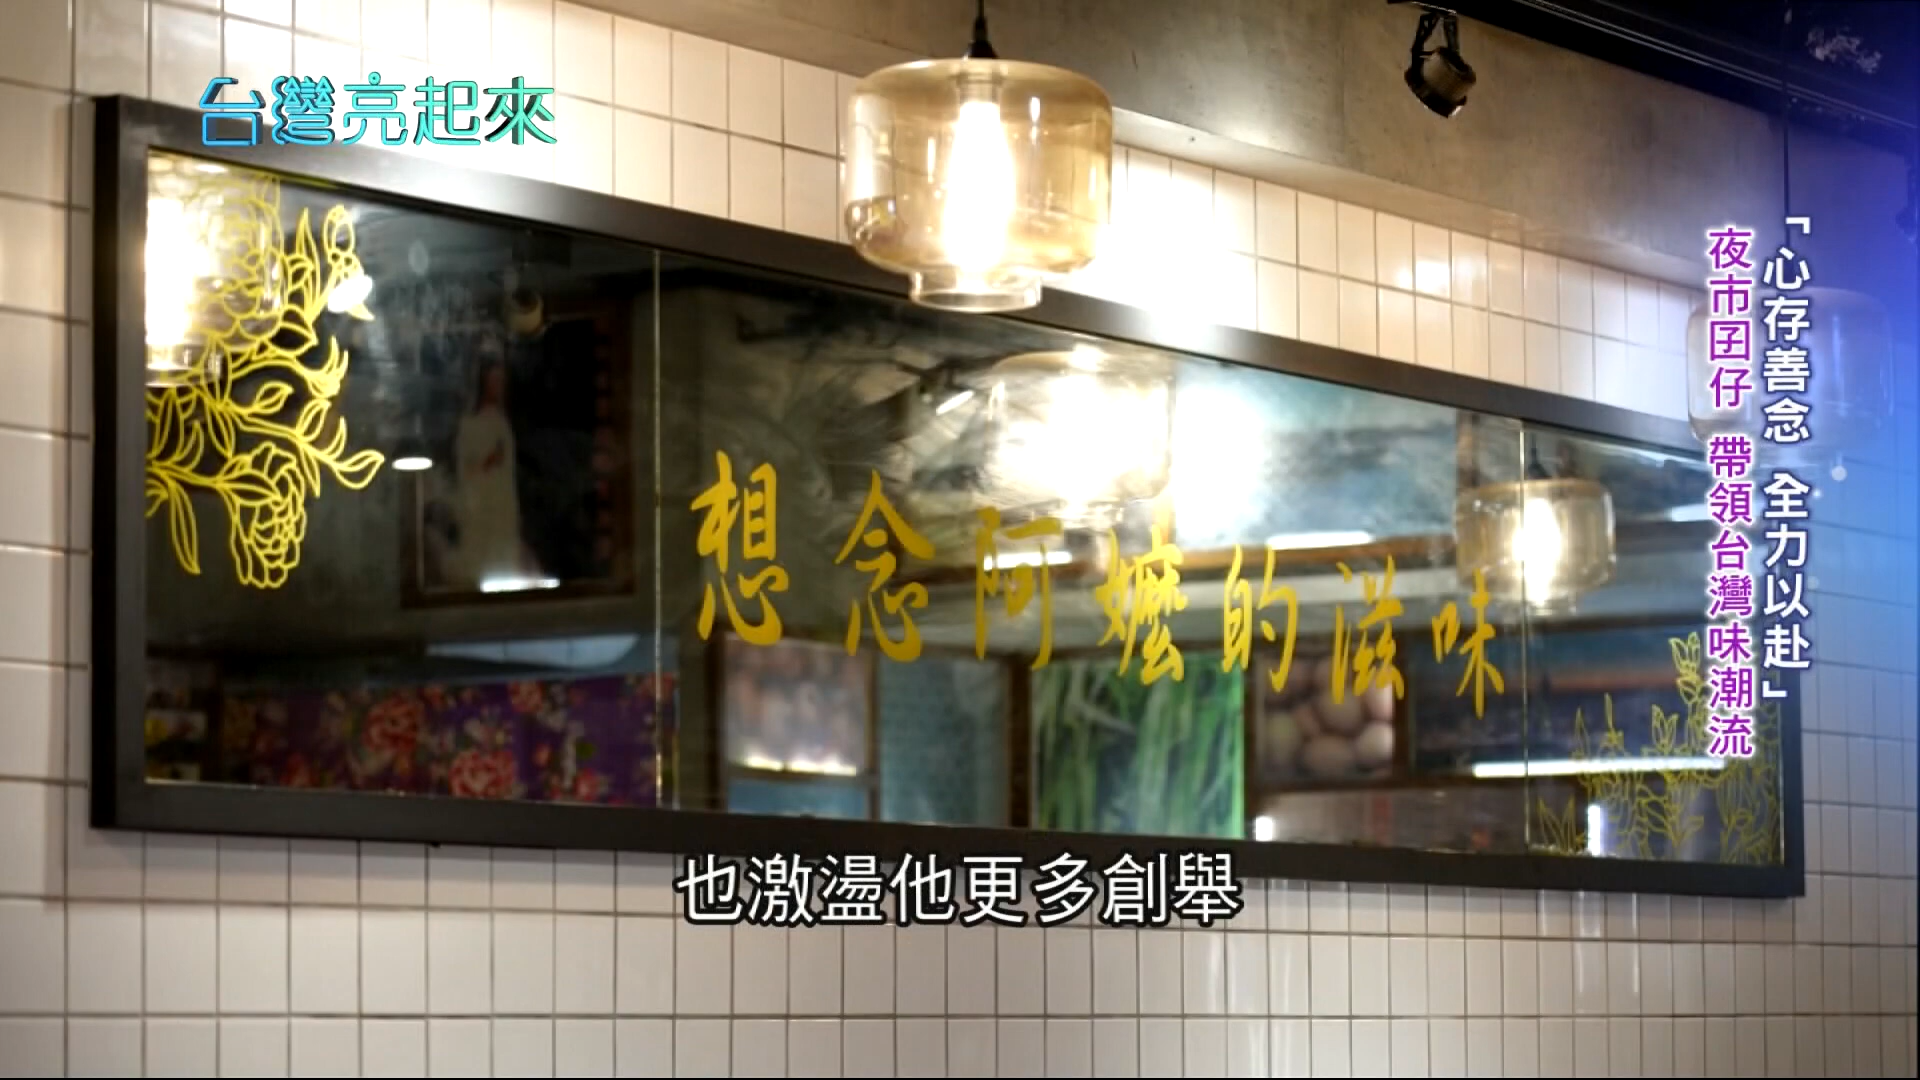 台灣亮起來
「心存善念 全力以赴」
夜市囝仔 帶領台灣味潮流
想念阿嬤的滋味
也激盪他更多創舉